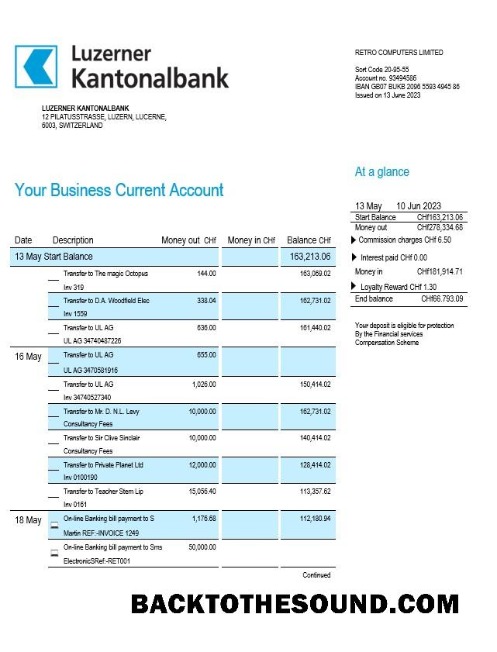 Luzerner
Kantonalbank
LUZERNER KANTONALBANK
12 PILATUSSTRASSE, LUZERN, LUCERNE,
6003, SWITZERLAND
RETRO COMPUTERS LIMITED
Sort Code 20-95-55
Account no. 93494586
IBAN GB07 BUKB 2096 5593 4945 86
Issued on 13 June 2023
At a glance
13 May 10 Jun 2023
Start Balance CHf163,213.06
Money out CHf278,334.68
Commission charges CHf 6.50
Interest paid CHf 0.00
Money in CHf181,914.71
Loyalty Reward CHf 1.30
End balance CHf66.793.09
Your deposit is eligible for protection
By the Financial services
Compensation Scheme
Your Business Current Account
Date Description Money out CHf Money in CHf Balance CHf
13 May Start Balance 163,213.06
Transfer to The magic Octopus 144.00 163,069.02
Inv 319
Transfer to D.A. Woodfield Elec 338.04 162,731.02
Inv 1559
Transfer to UL AG 636.00 161,440.02
UL AG 34740487226
16 May Transfer to UL AG 655.00
UL AG 3470581916
Transfer to UL AG 1,026.00 150,414.02
Inv 34740527340
Transfer to Mr. D. N.L. Levy 10,000.00 162,731.02
Consultancy Fees
Transfer to Sir Clive Sinclair 10,000.00 140,414.02
Consultancy Fees
Transfer to Private Planet Ltd 12,000.00 128,414.02
Inv 0100190
Transfer to Teacher Stern Lip 15,056.40 113,357.62
Inv 0161
18 May On-line Banking bill payment to S 1,176.68 112,180.94
Martin REF:-INVOICE 1249
On-line Banking bill payment to Sms 50,000.00
ElectronicSRef:-RET001
Continued
BACKTOTHESOUND.COM